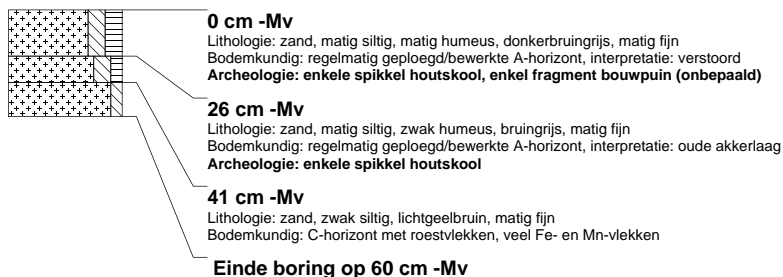 0 cm -Mv
Lithologie: zand, matig siltig, matig humeus, donkerbruingrijs, matig fijn
Bodemkundig: regelmatig geploegd/bewerkte A-horizont, interpretatie: verstoord
Archeologie: enkele spikkel houtskool, enkel fragment bouwpuin (onbepaald)
26 cm -Mv
Lithologie: zand, matig siltig, zwak humeus, bruingrijs, matig fijn
Bodemkundig: regelmatig geploegd/bewerkte A-horizont, interpretatie: oude akkerlaag
Archeologie: enkele spikkel houtskool
41 cm -Mv
Lithologie: zand, zwak siltig, lichtgeelbruin, matig fijn
Bodemkundig: C-horizont met roestvlekken, veel Fe- en Mn-vlekken
Einde boring op 60 cm -Mv